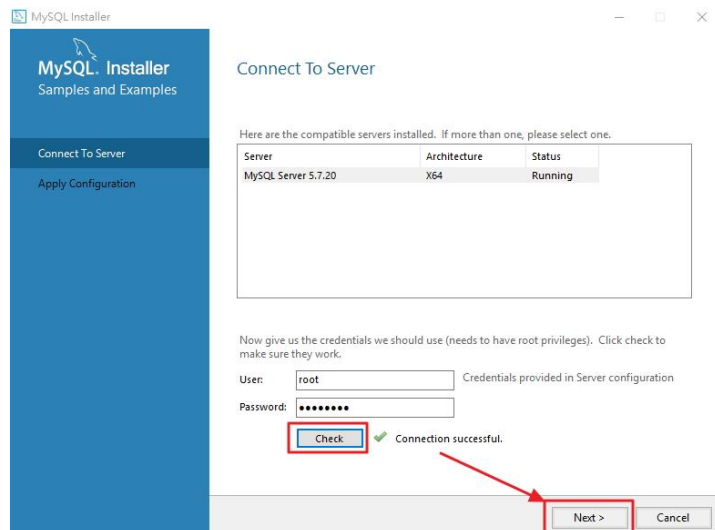 MySQL Installer
MySQL. Installer
Samples and Examples
Connect To Server
Apply Configuration
Connect To Server
Here are the compatible servers installed. If more than one, please select one.
Server Architecture Status
MySQL Server 5.7.20 X64 Running
Now give us the credentials we should use (needs to have root privileges). Click check to
make sure they work.
User: root Credentials provided in Server configuration
Password: ●●●●●●●●
Check Connection successful.
Next > Cancel